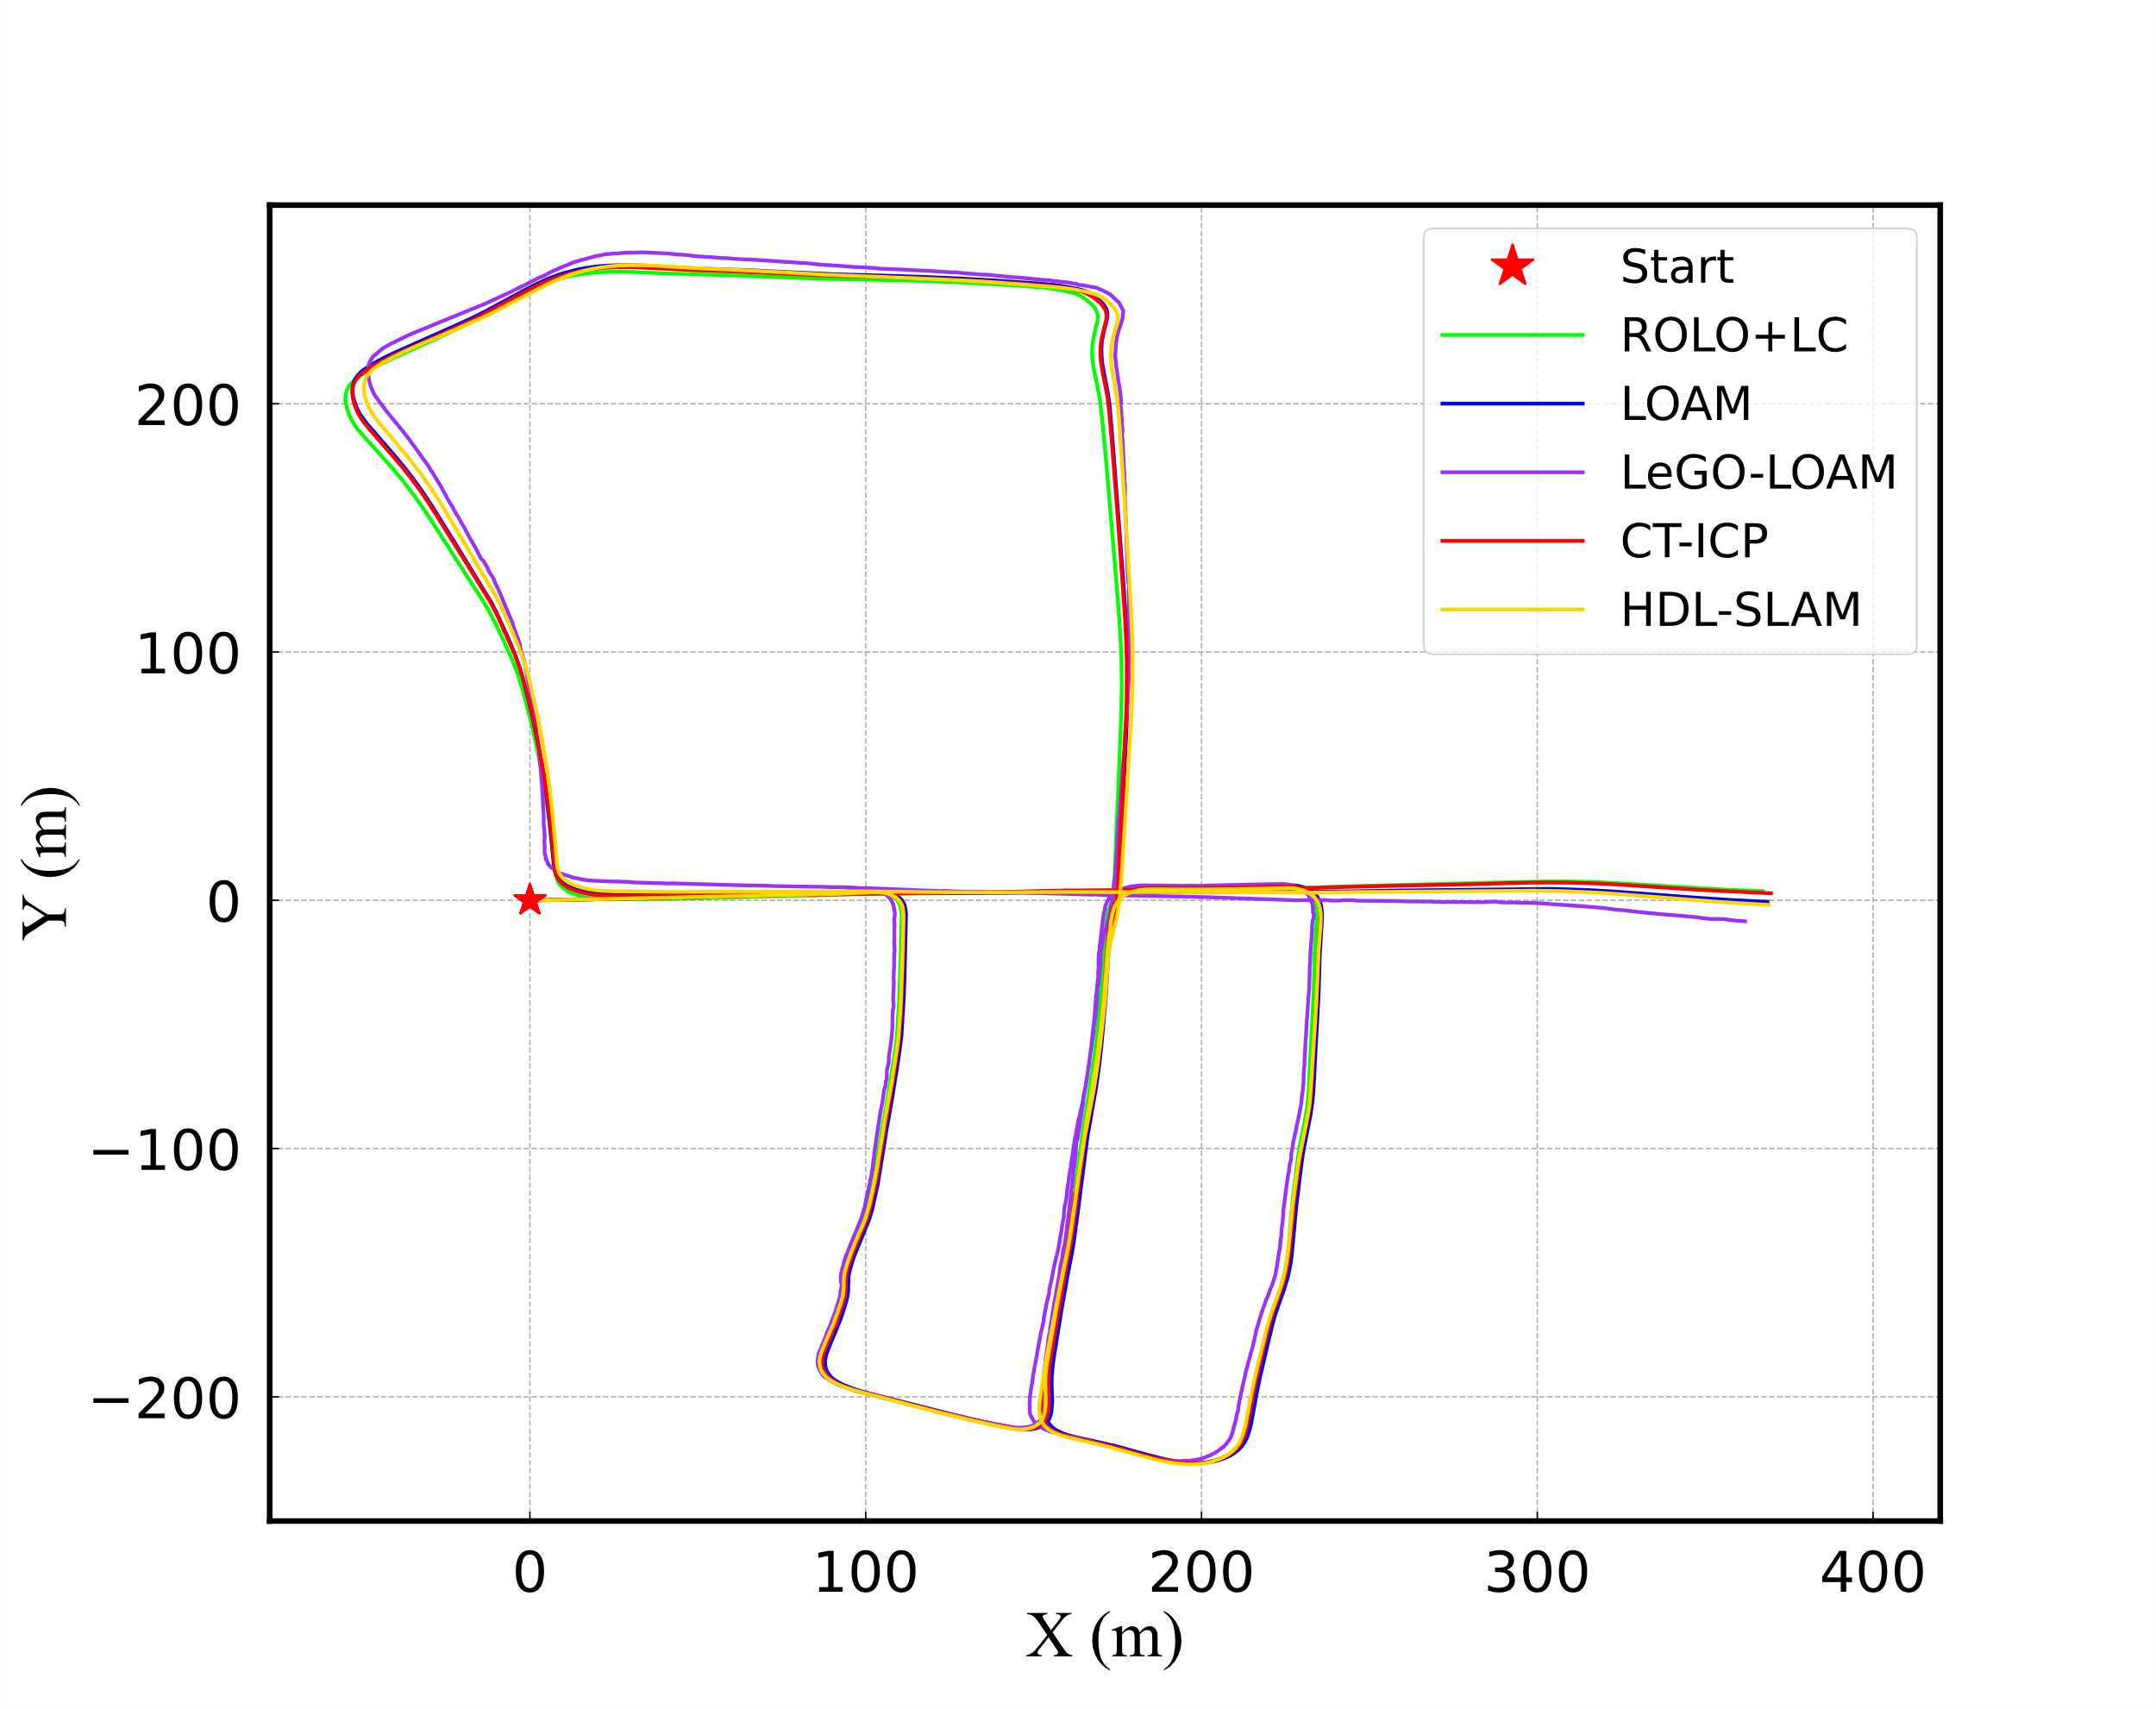 Start
ROLO+LC
LOAM
LeGO-LOAM
CT-ICP
HDL-SLAM
200
100
0
−100
−200
Y (m)
0 100 200 300 400
X (m)